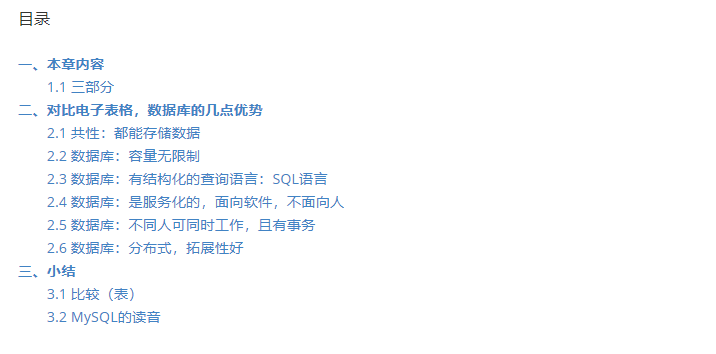 目录
一、本章内容
1.1 三部分
二、对比电子表格，数据库的几点优势
2.1 共性：都能存储数据
2.2 数据库：容量无限制
2.3 数据库：有结构化的查询语言：SQL语言
2.4 数据库：是服务化的，面向软件，不面向人
2.5 数据库：不同人可同时工作，且有事务
2.6 数据库：分布式，拓展性好
三、小结
3.1 比较（表）
3.2 MySQL的读音